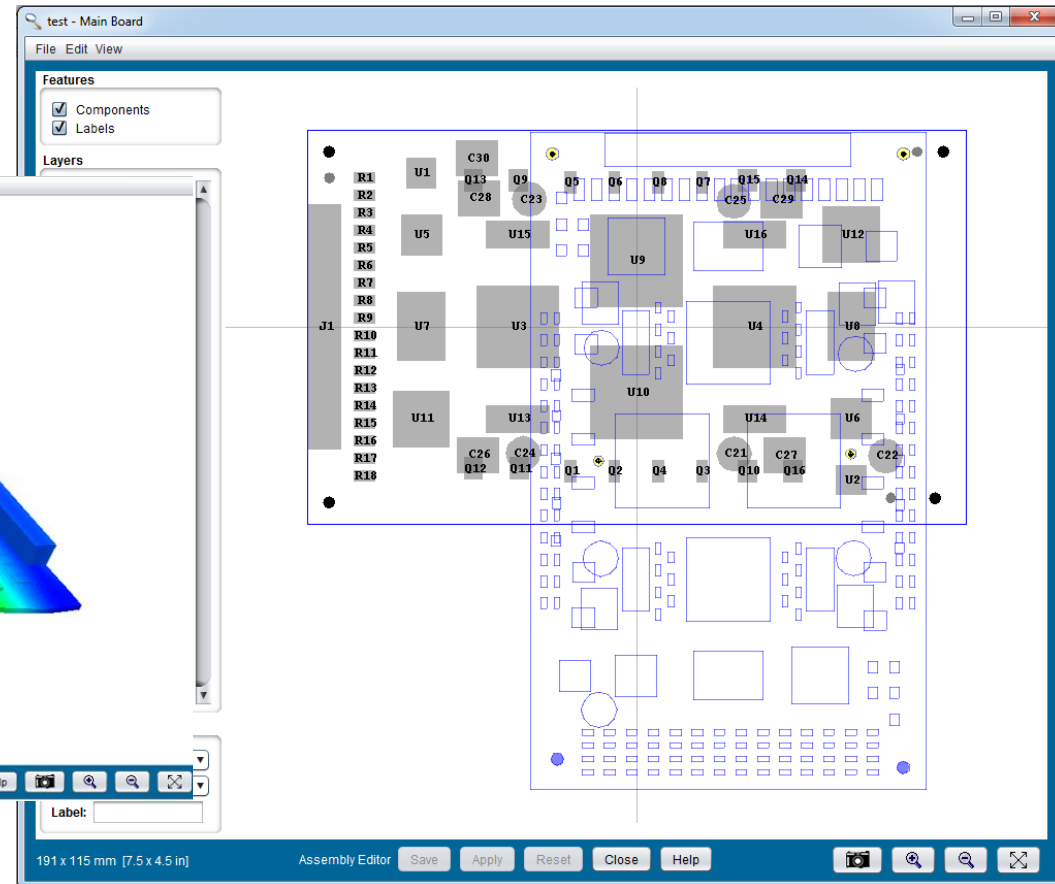 test - Main Board
File Edit View
Features
Components
Labels
Layers
C30
U1
R1
Q13
Q9
Q5
Q6
Q8
Q7
Q15
Q14
R2
C28
C23
C25
C29
R3
R4
U5
U15
U16
U12
R5
U9
R6
R7
R8
R9
J1
U7
U3
U4
U8
R10
R11
R12
R13
U10
R14
R15
U11
U13
U14
U6
R16
R17
C26
C24
C21
C27
C22
R18
Q12
Q11
Q1
Q2
Q4
Q3
Q10
Q16
U2
lp
Label:
191 x 115 mm [7.5 x 4.5 in]
Assembly Editor
Save
Apply
Reset
Close
Help